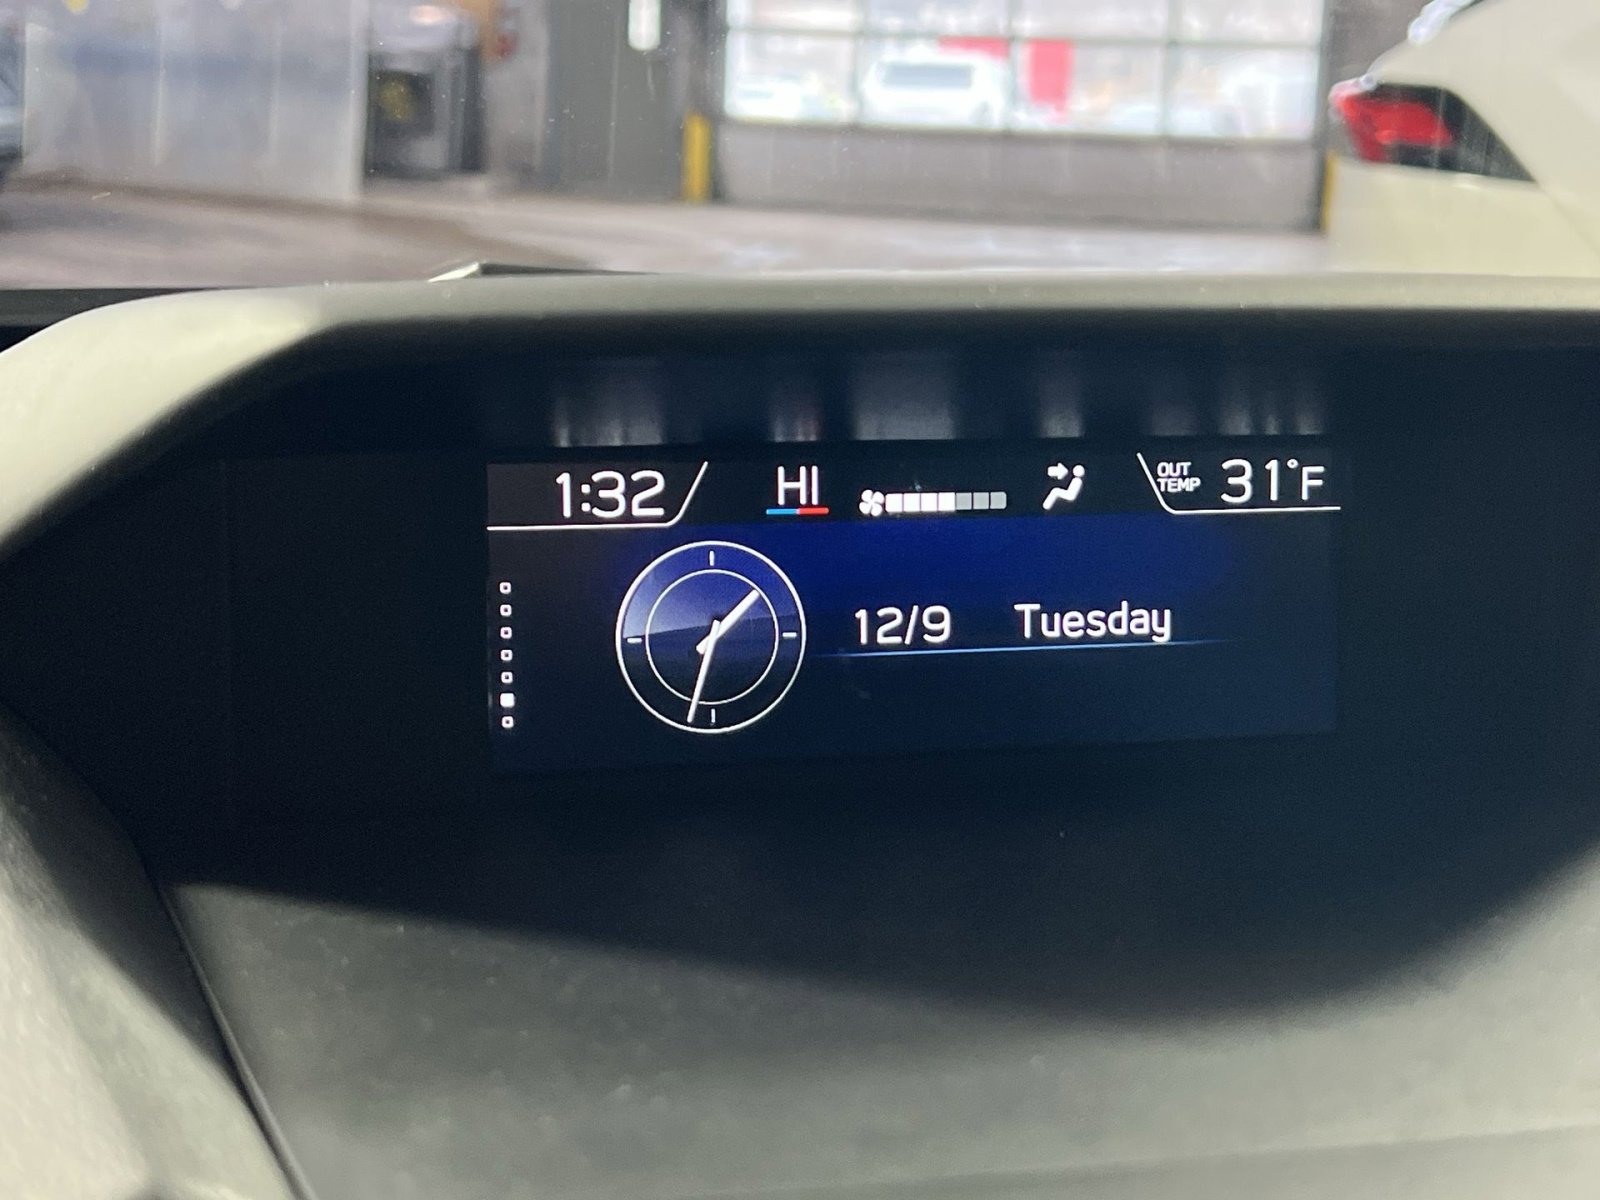 1:32 HI OUT TEMP 31°F
12/9 Tuesday